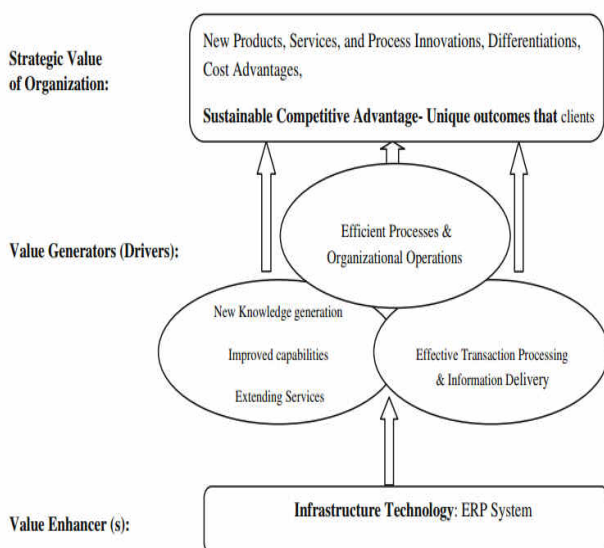 Strategic Value
of Organization:
New Products, Services, and Process Innovations, Differentiations,
Cost Advantages,
Sustainable Competitive Advantage- Unique outcomes that clients
Value Generators (Drivers):
Efficient Processes &
Organizational Operations
New Knowledge generation
Improved capabilities
Extending Services
Effective Transaction Processing
& Information Delivery
Value Enhancer (s):
Infrastructure Technology: ERP System